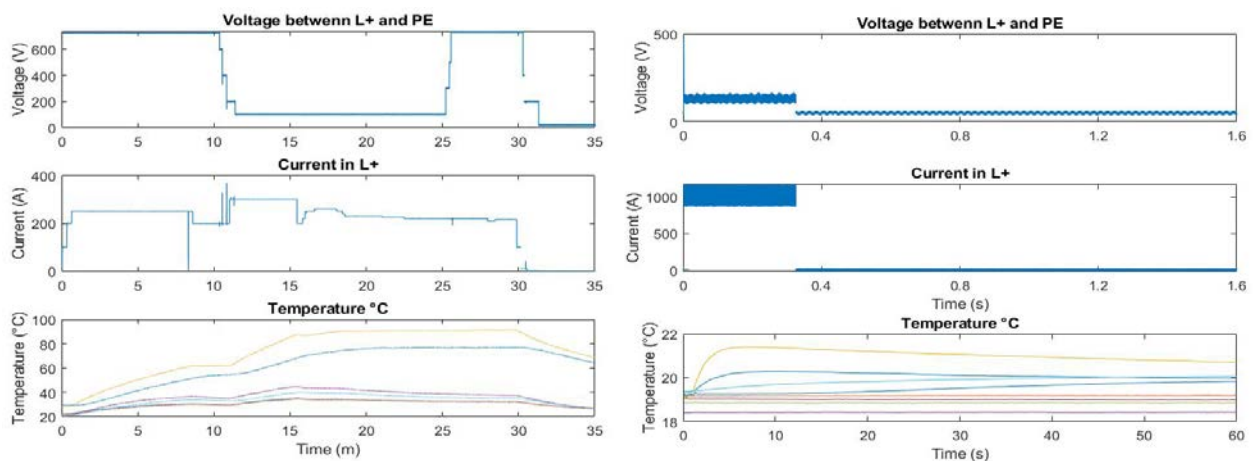 Voltage betwenn L+ and PE
Voltage (V)
600
400
200
0
0 5 10 15 20 25 30 35
Current in L+
Current (A)
400
200
0
0 5 10 15 20 25 30 35
Temperature °C
Temperature (°C)
100
80
60
40
20
0 5 10 15 20 25 30 35
Time (m)
Voltage betwenn L+ and PE
Voltage (V)
500
0
0 0.4 0.8 1.2 1.6
Current in L+
Current (A)
1000
500
0
0 0.4 0.8 1.2 1.6
Time (s)
Temperature °C
Temperature (°C)
22
20
18
0 10 20 30 40 50 60
Time (s)